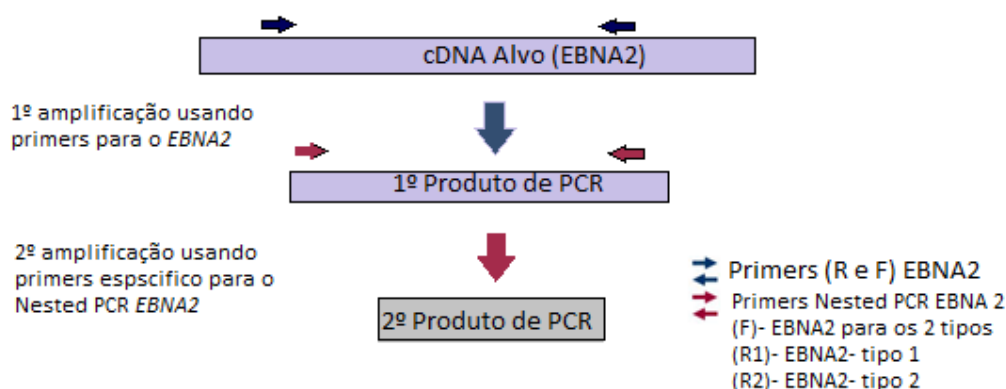 cDNA Alvo (EBNA2)
1º amplificação usando
primers para o EBNA2
1º Produto de PCR
2º amplificação usando
primers espscifico para o
Nested PCR EBNA2
2º Produto de PCR
Primers (R e F) EBNA2
Primers Nested PCR EBNA 2
(F)- EBNA2 para os 2 tipos
(R1)- EBNA2- tipo 1
(R2)- EBNA2- tipo 2